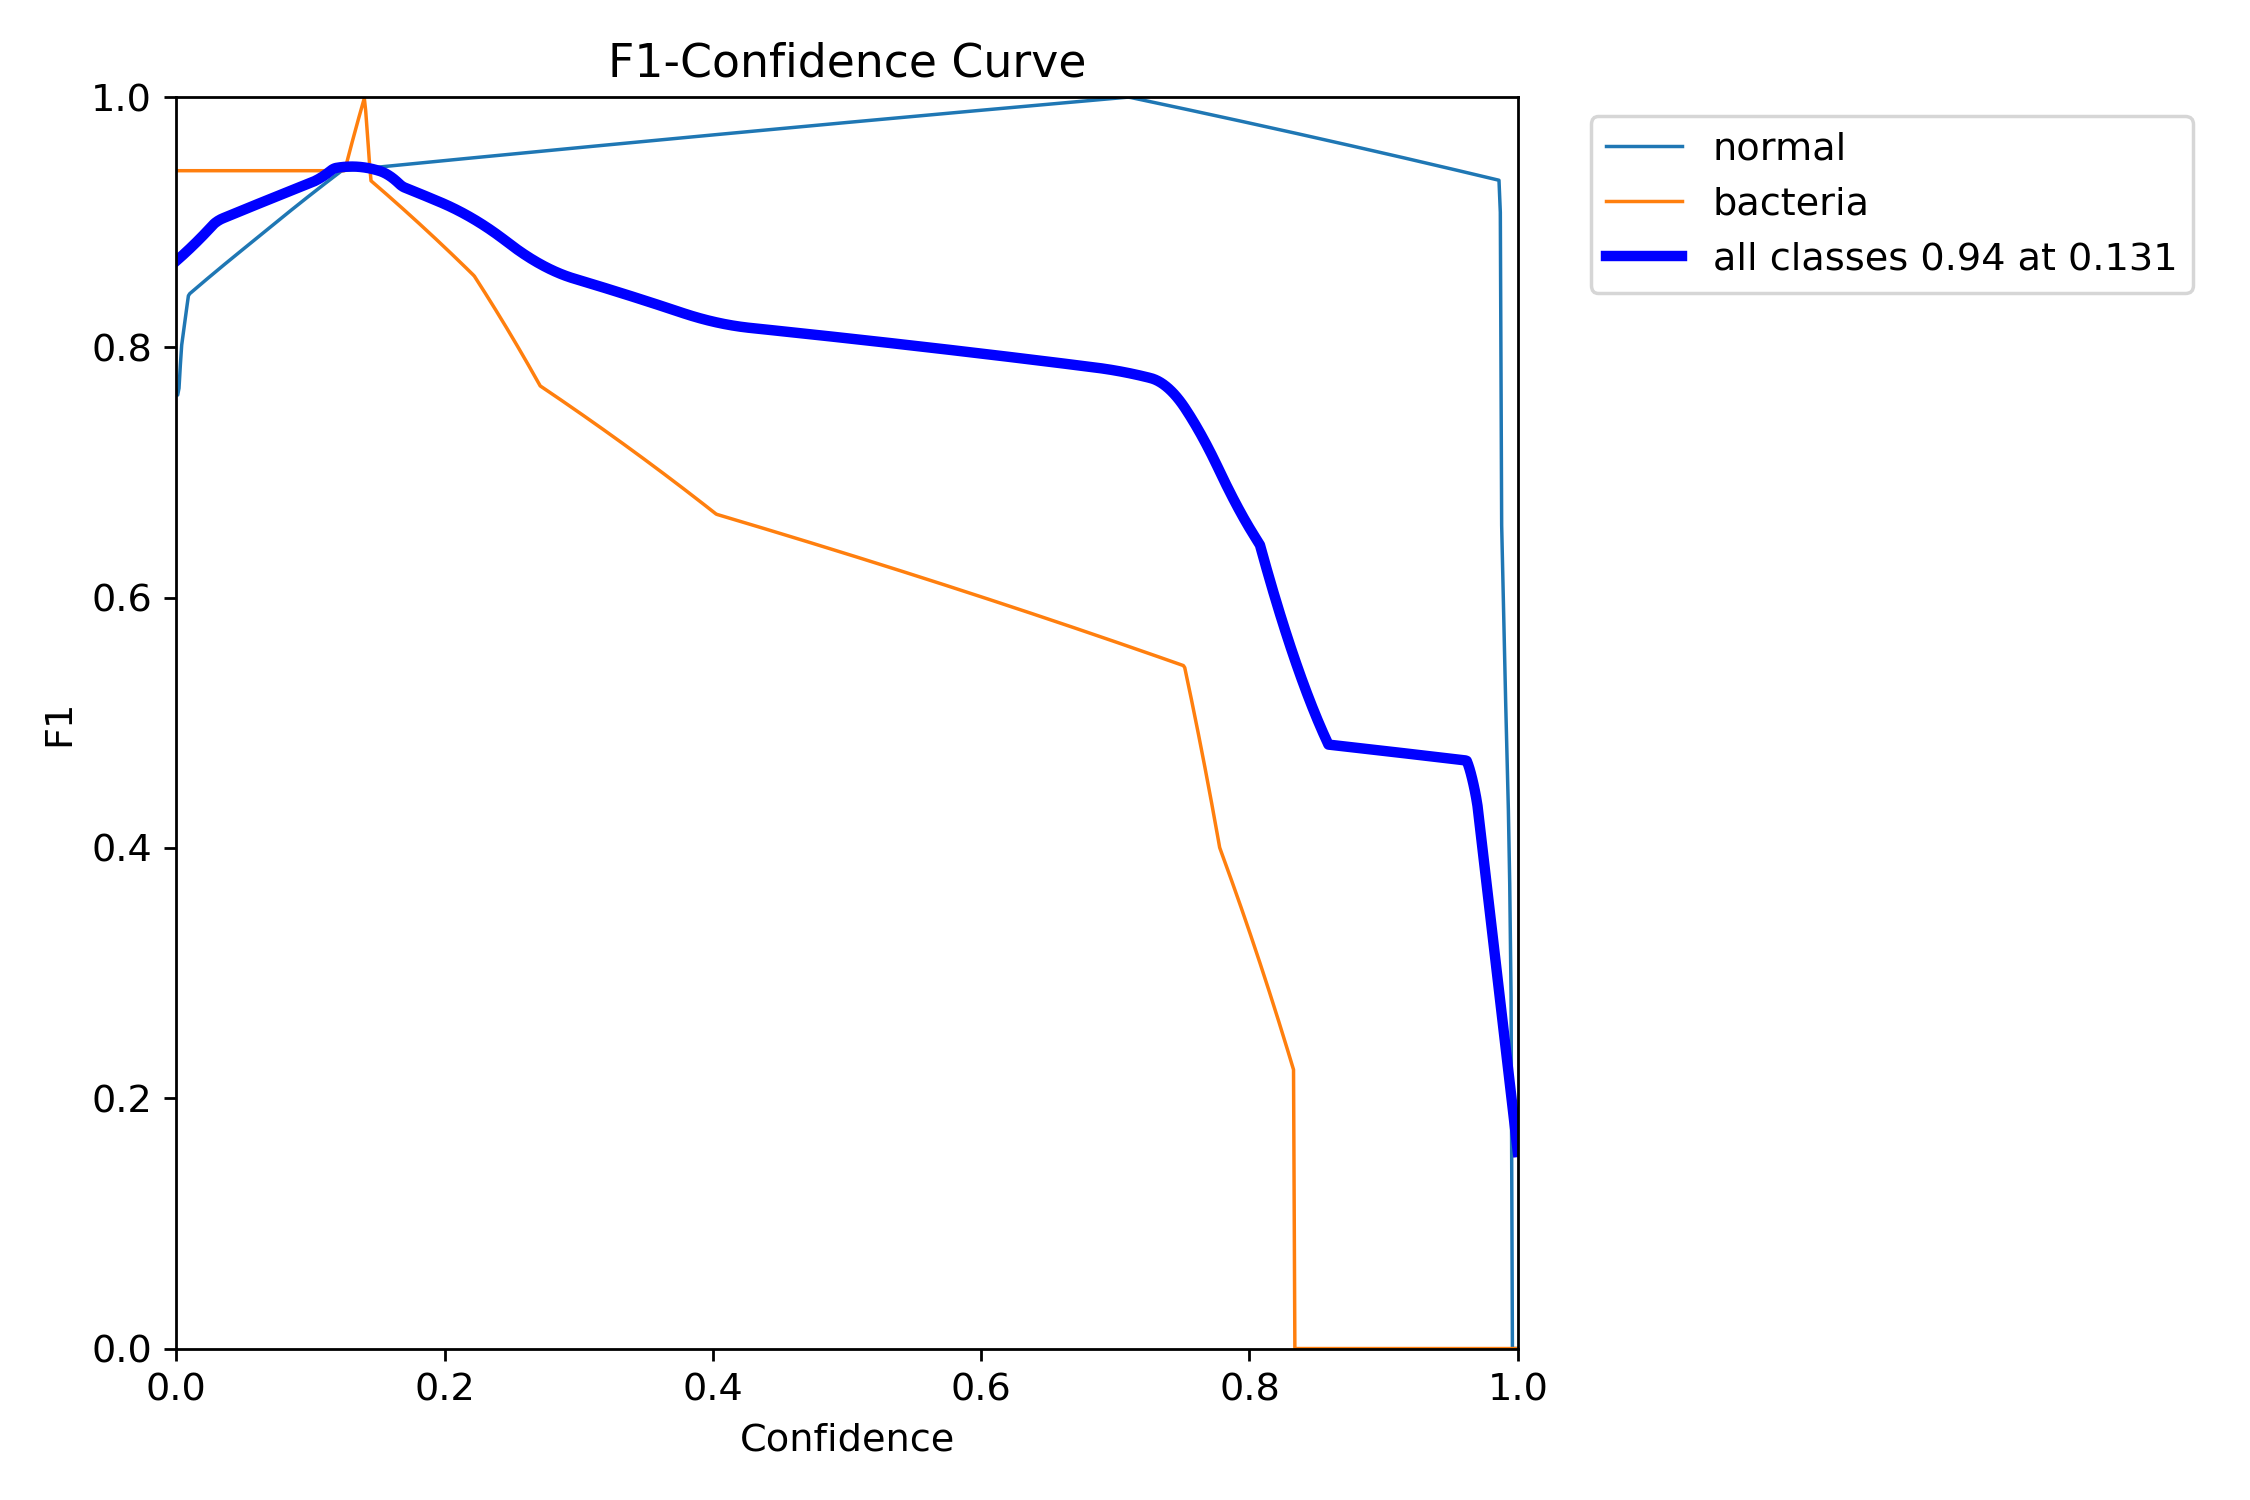 F1-Confidence Curve
1.0
0.8
0.6
0.4
0.2
0.0
F1
0.0 0.2 0.4 0.6 0.8 1.0
Confidence
normal
bacteria
all classes 0.94 at 0.131